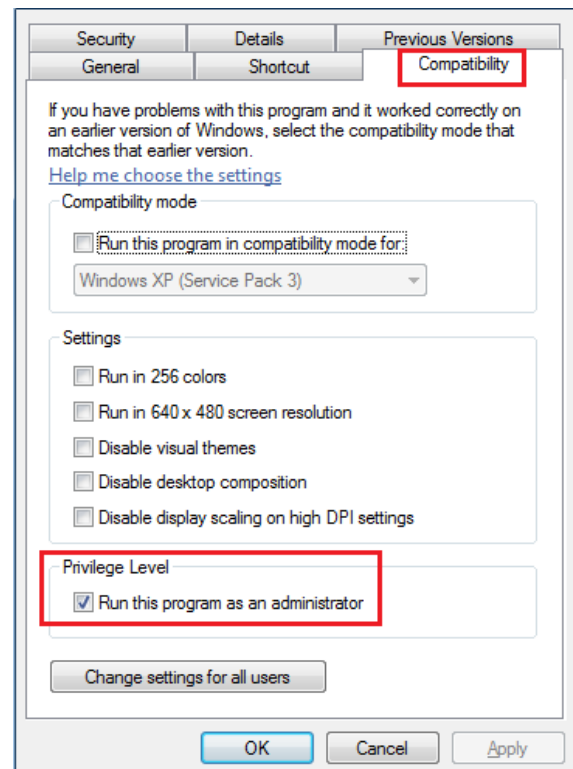 Security Details Previous Versions
General Shortcut Compatibility
If you have problems with this program and it worked correctly on
an earlier version of Windows, select the compatibility mode that
matches that earlier version.
Help me choose the settings
Compatibility mode
Run this program in compatibility mode for:
Windows XP (Service Pack 3)
Settings
Run in 256 colors
Run in 640 x 480 screen resolution
Disable visual themes
Disable desktop composition
Disable display scaling on high DPI settings
Privilege Level
Run this program as an administrator
Change settings for all users
OK Cancel Apply